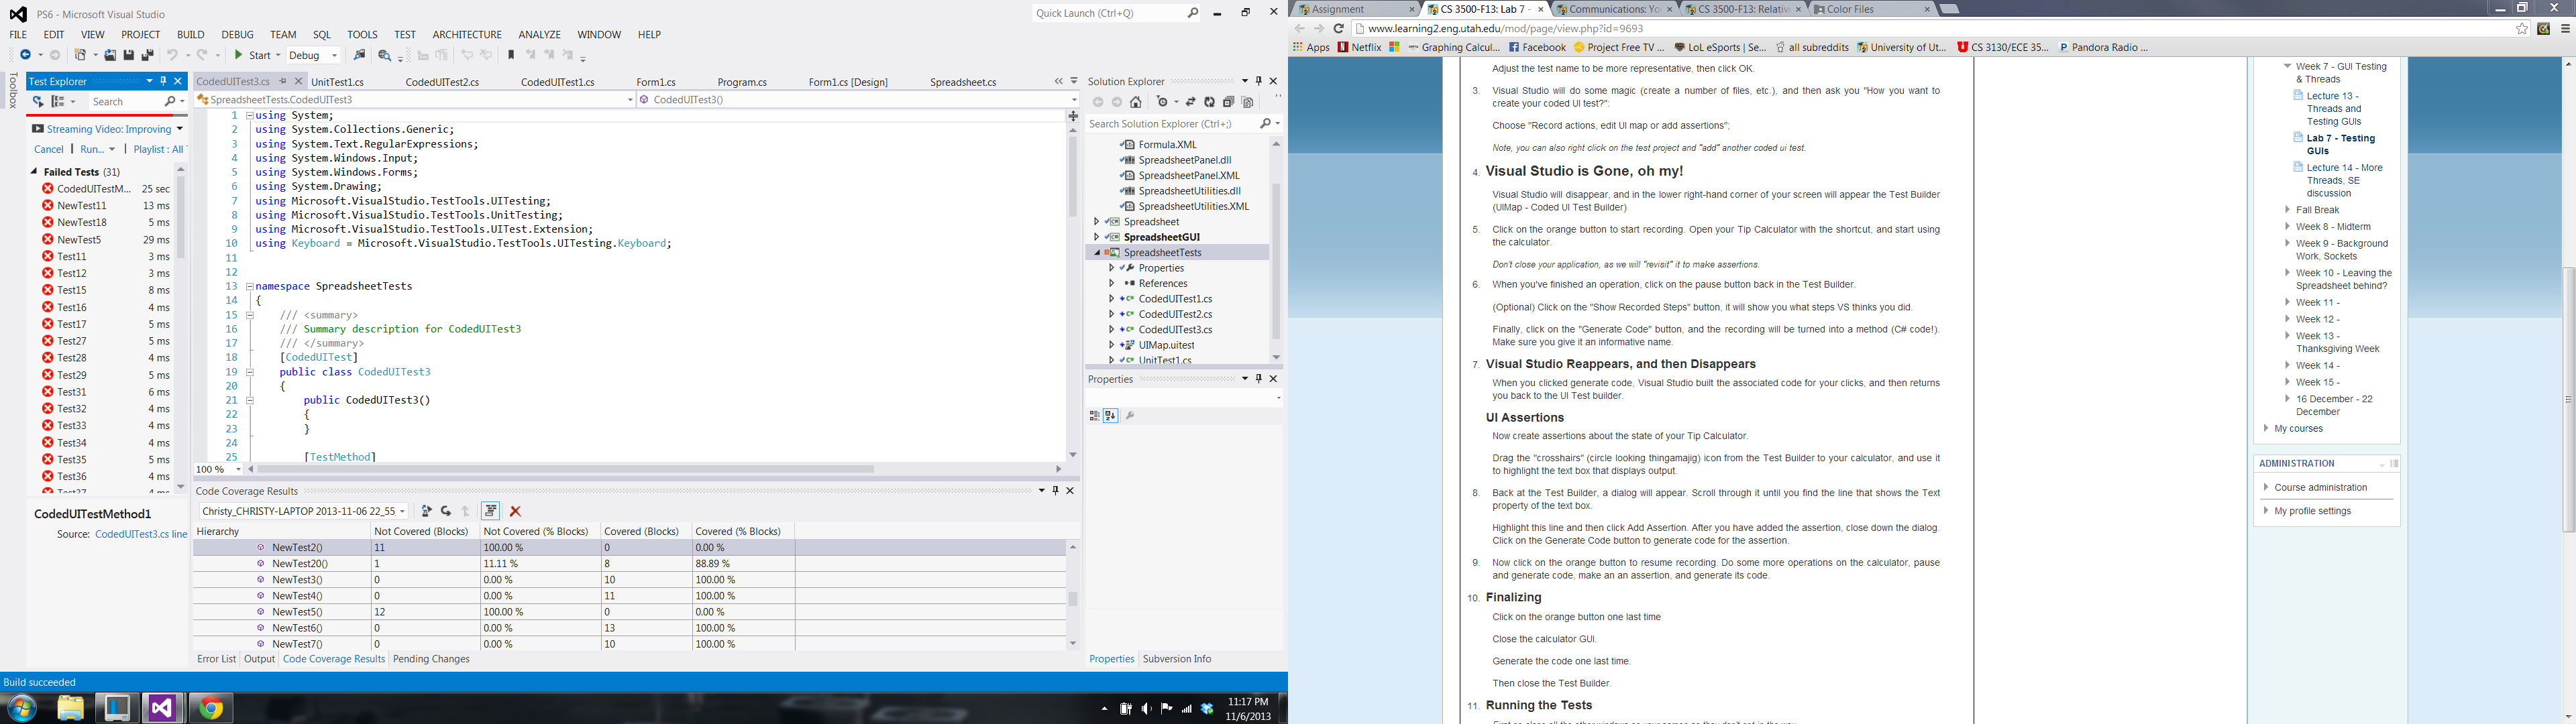 PS6 - Microsoft Visual Studio
Quick Launch (Ctrl+Q)
FILE EDIT VIEW PROJECT BUILD DEBUG TEAM SQL TOOLS TEST ARCHITECTURE ANALYZE WINDOW HELP
Start Debug
Toolbox
Test Explorer
Search
Streaming Video: Improving
Cancel Run... Playlist : All
Failed Tests (31)
CodedUITestM... 25 sec
NewTest11 13 ms
NewTest18 5 ms
NewTest5 29 ms
Test11 3 ms
Test12 3 ms
Test15 8 ms
Test16 4 ms
Test17 5 ms
Test27 5 ms
Test28 4 ms
Test29 5 ms
Test31 6 ms
Test32 4 ms
Test33 4 ms
Test34 4 ms
Test35 5 ms
Test36 4 ms
Test37 4 ms
CodedUITestMethod1
Source: CodedUITest3.cs line
CodedUITest3.cs UnitTest1.cs CodedUITest2.cs CodedUITest1.cs Form1.cs Program.cs Form1.cs [Design] Spreadsheet.cs
SpreadsheetTests.CodedUITest3 CodedUITest3()
1 using System;
2 using System.Collections.Generic;
3 using System.Text.RegularExpressions;
4 using System.Windows.Input;
5 using System.Windows.Forms;
6 using System.Drawing;
7 using Microsoft.VisualStudio.TestTools.UITesting;
8 using Microsoft.VisualStudio.TestTools.UnitTesting;
9 using Microsoft.VisualStudio.TestTools.UITest.Extension;
10 using Keyboard = Microsoft.VisualStudio.TestTools.UITesting.Keyboard;
11
12
13 namespace SpreadsheetTests
14 {
15 /// <summary>
16 /// Summary description for CodedUITest3
17 /// </summary>
18 [CodedUITest]
19 public class CodedUITest3
20 {
21 public CodedUITest3()
22 {
23 }
24
25 [TestMethod]
100 %
Code Coverage Results
Christy_CHRISTY-LAPTOP 2013-11-06 22_55
Hierarchy Not Covered (Blocks) Not Covered (% Blocks) Covered (Blocks) Covered (% Blocks)
NewTest2() 11 100.00 % 0 0.00 %
NewTest20() 1 11.11 % 8 88.89 %
NewTest3() 0 0.00 % 10 100.00 %
NewTest4() 0 0.00 % 11 100.00 %
NewTest5() 12 100.00 % 0 0.00 %
NewTest6() 0 0.00 % 13 100.00 %
NewTest7() 0 0.00 % 10 100.00 %
Error List Output Code Coverage Results Pending Changes
Solution Explorer
Search Solution Explorer (Ctrl+;)
Formula.XML
SpreadsheetPanel.dll
SpreadsheetPanel.XML
SpreadsheetUtilities.dll
SpreadsheetUtilities.XML
Spreadsheet
SpreadsheetGUI
SpreadsheetTests
Properties
References
CodedUITest1.cs
CodedUITest2.cs
CodedUITest3.cs
UIMap.uitest
UnitTest1.cs
Properties
Properties Subversion Info
Build succeeded
11:17 PM
11/6/2013
Assignment CS 3500-F13: Lab 7 - Communications: Yo CS 3500-F13: Relativ Color Files
www.learning2.eng.utah.edu/mod/page/view.php?id=9693
Apps Netflix Graphing Calcul... Facebook Project Free TV ... LoL eSports | Se... all subreddits University of Ut... CS 3130/ECE 35... Pandora Radio ...
Adjust the test name to be more representative, then click OK.
3. Visual Studio will do some magic (create a number of files, etc.), and then ask you "How you want to
create your coded UI test?":
Choose "Record actions, edit UI map or add assertions";
Note, you can also right click on the test project and "add" another coded ui test.
4. Visual Studio is Gone, oh my!
Visual Studio will disappear, and in the lower right-hand corner of your screen will appear the Test Builder
(UIMap - Coded UI Test Builder)
5. Click on the orange button to start recording. Open your Tip Calculator with the shortcut, and start using
the calculator.
Don't close your application, as we will "revisit" it to make assertions.
6. When you've finished an operation, click on the pause button back in the Test Builder.
(Optional) Click on the "Show Recorded Steps" button, it will show you what steps VS thinks you did.
Finally, click on the "Generate Code" button, and the recording will be turned into a method (C# code!).
Make sure you give it an informative name.
7. Visual Studio Reappears, and then Disappears
When you clicked generate code, Visual Studio built the associated code for your clicks, and then returns
you back to the UI Test builder.
UI Assertions
Now create assertions about the state of your Tip Calculator.
Drag the "crosshairs" (circle looking thingamajig) icon from the Test Builder to your calculator, and use it
to highlight the text box that displays output.
8. Back at the Test Builder, a dialog will appear. Scroll through it until you find the line that shows the Text
property of the text box.
Highlight this line and then click Add Assertion. After you have added the assertion, close down the dialog.
Click on the Generate Code button to generate code for the assertion.
9. Now click on the orange button to resume recording. Do some more operations on the calculator, pause
and generate code, make an an assertion, and generate its code.
10. Finalizing
Click on the orange button one last time
Close the calculator GUI.
Generate the code one last time.
Then close the Test Builder.
11. Running the Tests
Week 7 - GUI Testing
& Threads
Lecture 13 -
Threads and
Testing GUIs
Lab 7 - Testing
GUIs
Lecture 14 - More
Threads, SE
discussion
Fall Break
Week 8 - Midterm
Week 9 - Background
Work, Sockets
Week 10 - Leaving the
Spreadsheet behind?
Week 11 -
Week 12 -
Week 13 -
Thanksgiving Week
Week 14 -
Week 15 -
16 December - 22
December
My courses
ADMINISTRATION
Course administration
My profile settings